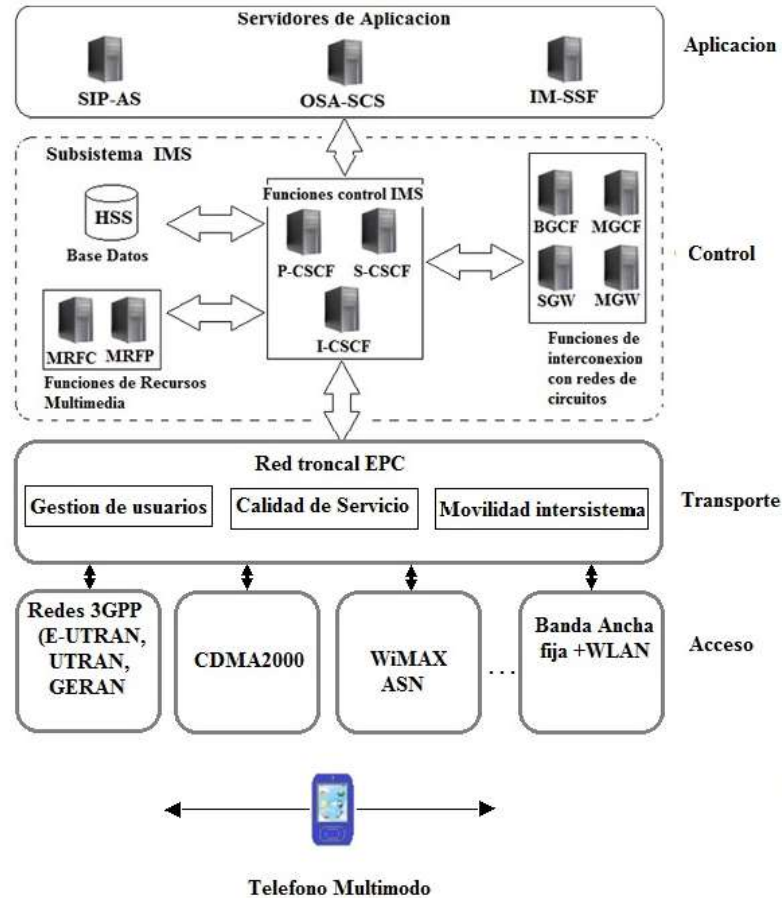 Servidores de Aplicacion
Aplicacion
SIP-AS
OSA-SCS
IM-SSF
Subsistema IMS
HSS
Base Datos
Funciones control IMS
P-CSCF
S-CSCF
I-CSCF
BGCF
MGCF
SGW
MGW
Control
MRFC
MRFP
Funciones de Recursos
Multimedia
Funciones de
interconexion
con redes de
circuitos
Red troncal EPC
Gestion de usuarios
Calidad de Servicio
Movilidad intersistema
Transporte
Redes 3GPP
(E-UTRAN,
UTRAN,
GERAN
CDMA2000
WiMAX
ASN
. . .
Banda Ancha
fija +WLAN
Acceso
Telefono Multimodo